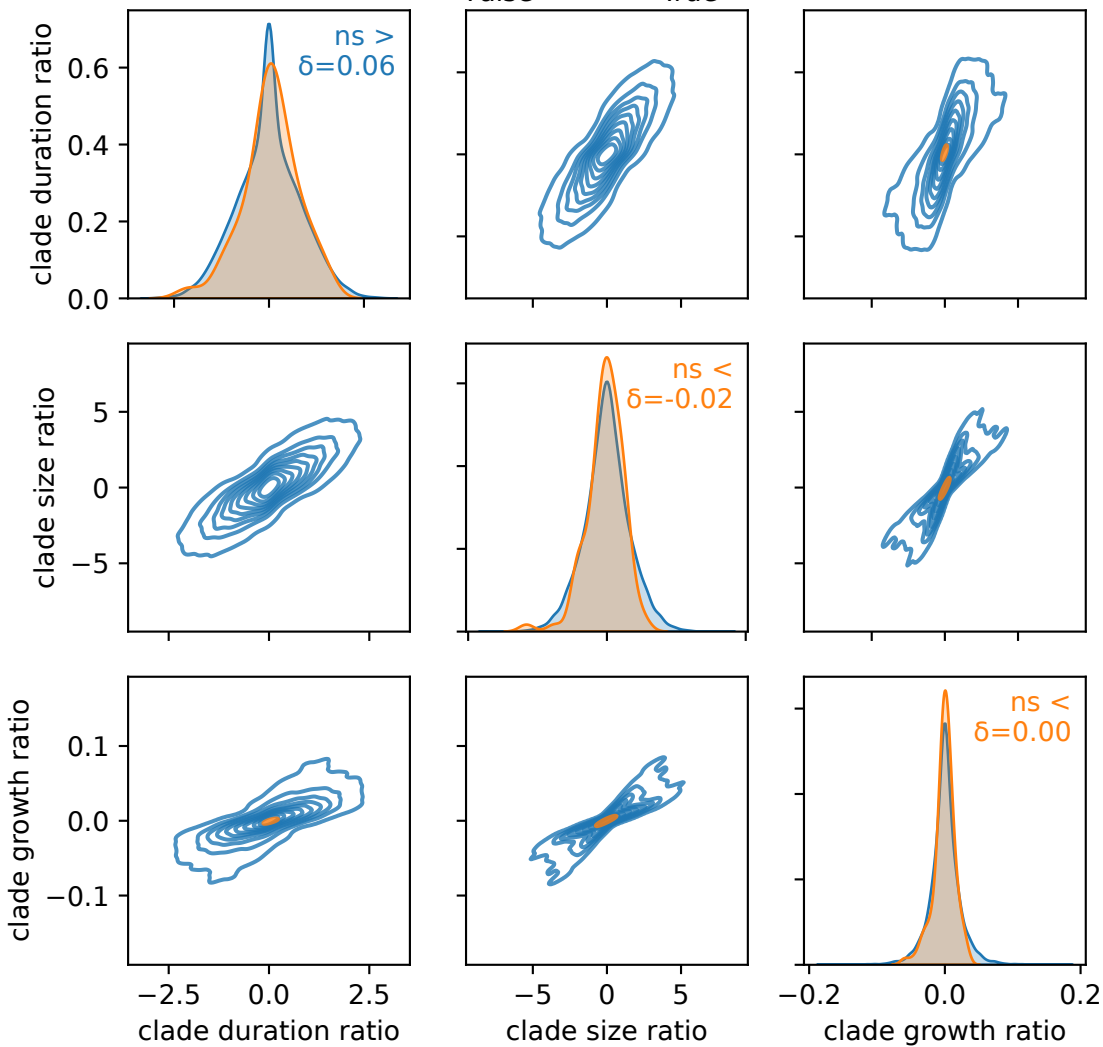 clade duration ratio
0.6
0.4
0.2
0.0
ns >
δ=0.06
clade size ratio
5
0
−5
ns <
δ=-0.02
clade growth ratio
0.1
0.0
−0.1
ns <
δ=0.00
−2.5
0.0
2.5
−5
0
5
−0.2
0.0
0.2
clade duration ratio
clade size ratio
clade growth ratio